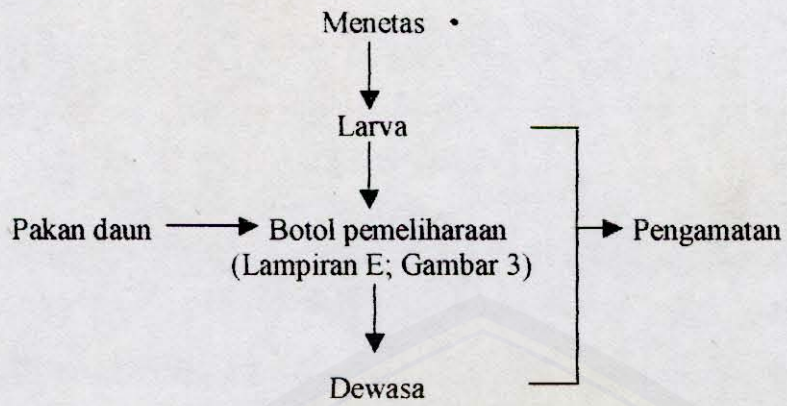 Menetas
Larva
Pakan daun Botol pemeliharaan Pengamatan
(Lampiran E; Gambar 3)
Dewasa